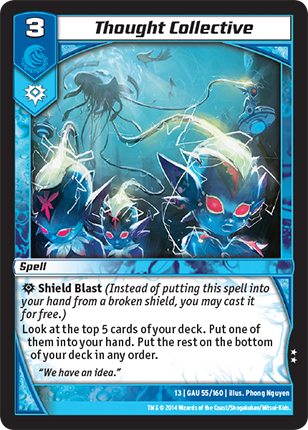 3
Thought Collective
Spell
Shield Blast (Instead of putting this spell into
your hand from a broken shield, you may cast it
for free.)
Look at the top 5 cards of your deck. Put one of
them into your hand. Put the rest on the bottom
of your deck in any order.
"We have an idea."
13 | GAU 55/160 | Illus. Phong Nguyen
TM & © 2014 Wizards of the Coast/Shogakukan/Mitsui-Kids.